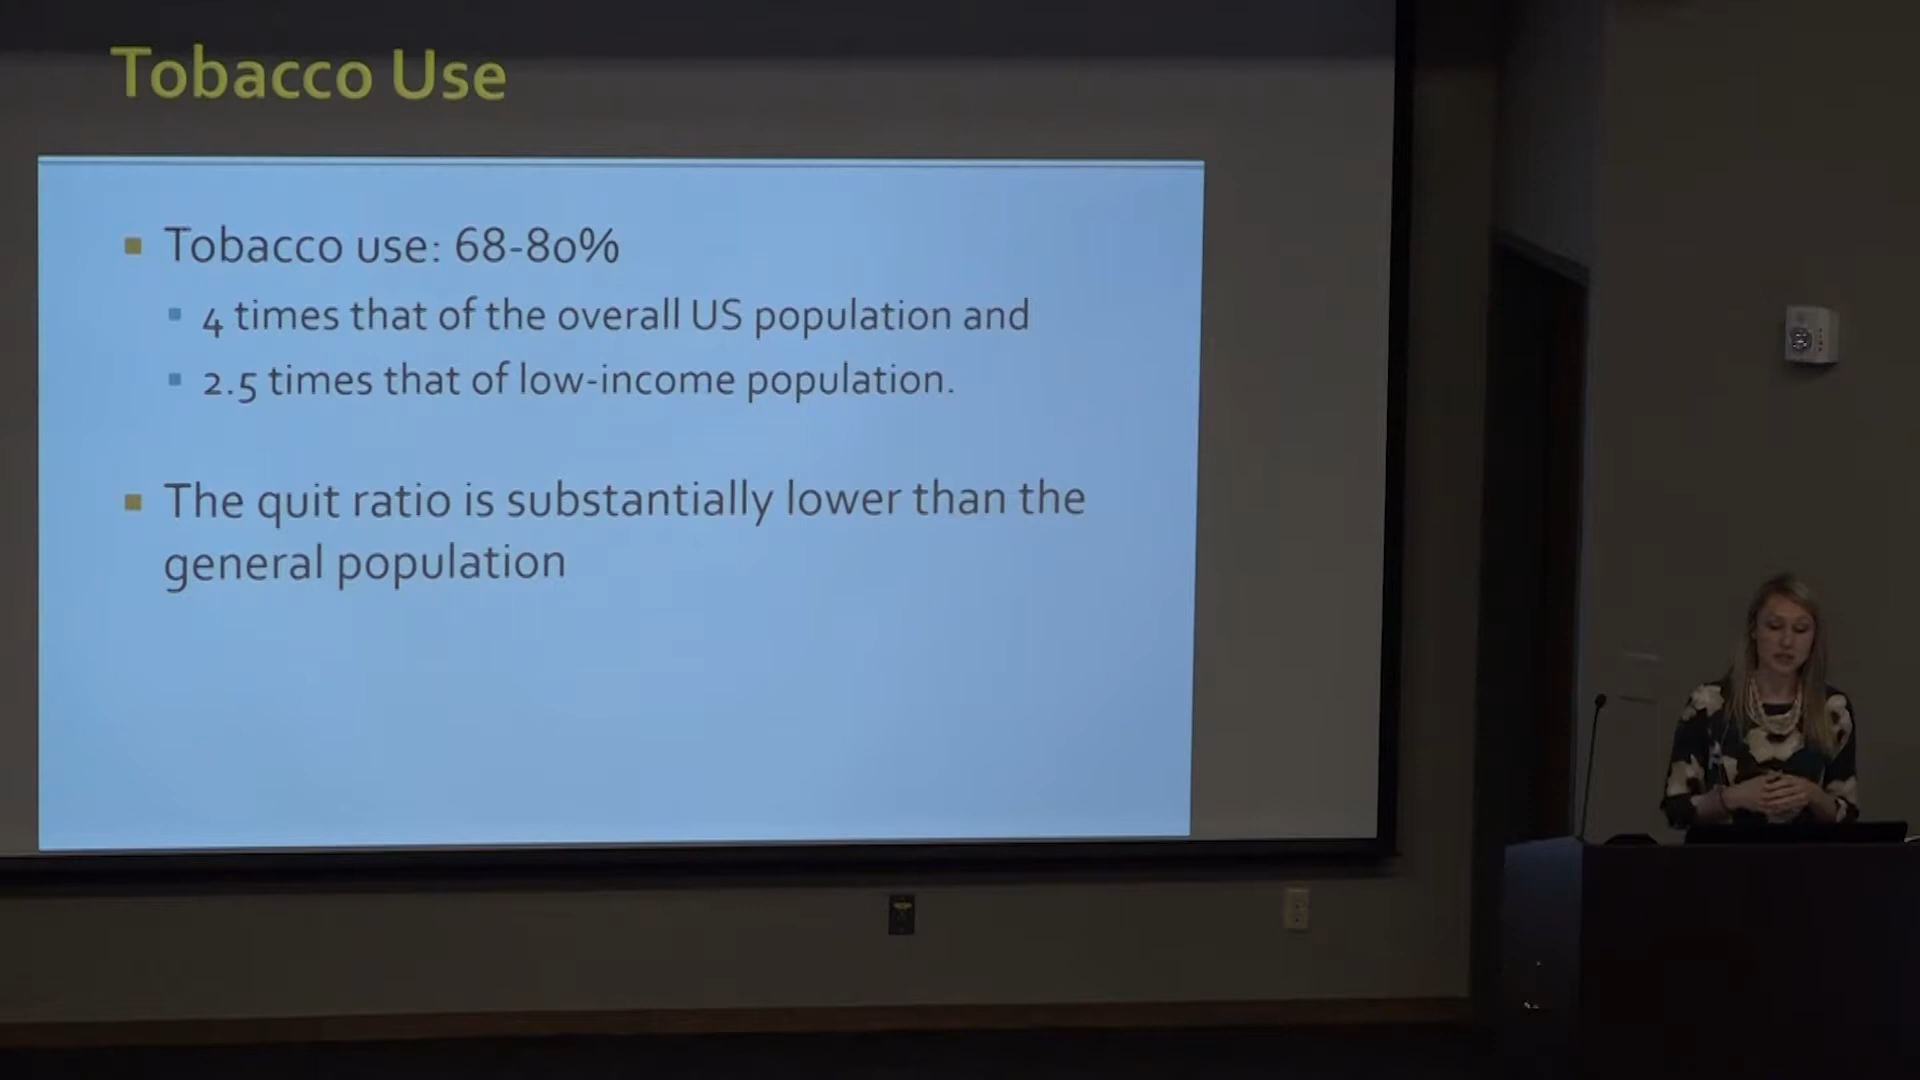 Tobacco Use
Tobacco use: 68-80%
4 times that of the overall US population and
2.5 times that of low-income population.
The quit ratio is substantially lower than the
general population